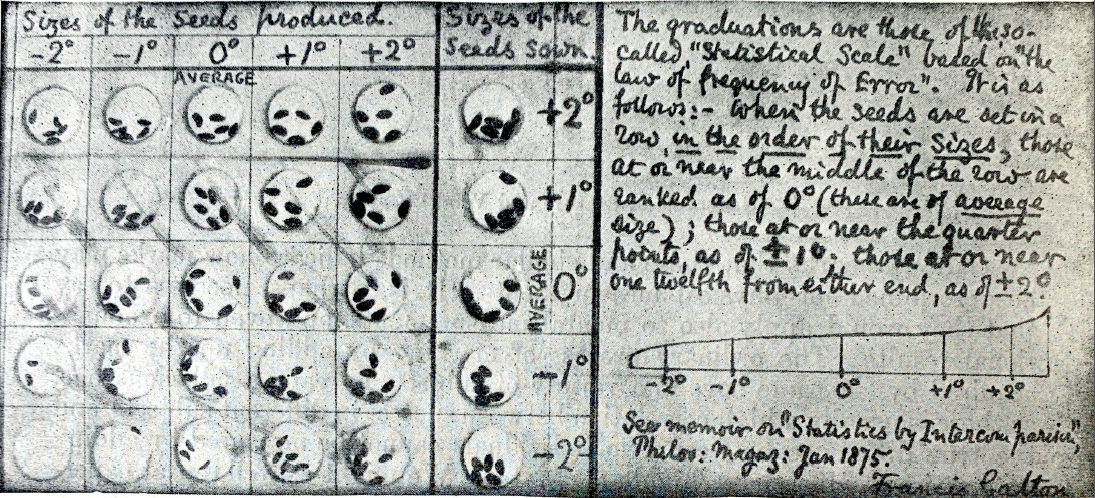 Sizes of the Seeds produced.
-2° -1° 0° +1° +2°
AVERAGE
Sizes of the
Seeds Sown.
+2°
+1°
AVERAGE 0°
-1°
-2°
The graduations are those of the so-
called, "Statistical Scale" based on "the
law of frequency of Error". It is as
follows:- When the seeds are set in a
row, in the order of their Sizes, those
at or near the middle of the row are
ranked as of 0° (these are of average
size); those at or near the quarter
points, as of ±1°. those at or near
one twelfth from either end, as of ±2°.
-2° -1° 0° +1° +2°
See memoir on "Statistics by Intercomparison",
Philos: Magaz: Jan 1875.
Francis Galton